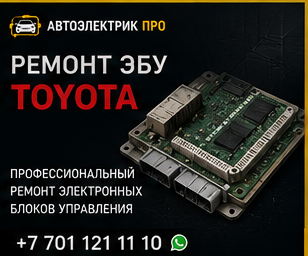 АВТОЭЛЕКТРИК ПРО
РЕМОНТ ЭБУ
TOYOTA
ПРОФЕССИОНАЛЬНЫЙ
РЕМОНТ ЭЛЕКТРОННЫХ
БЛОКОВ УПРАВЛЕНИЯ
+7 701 121 11 10